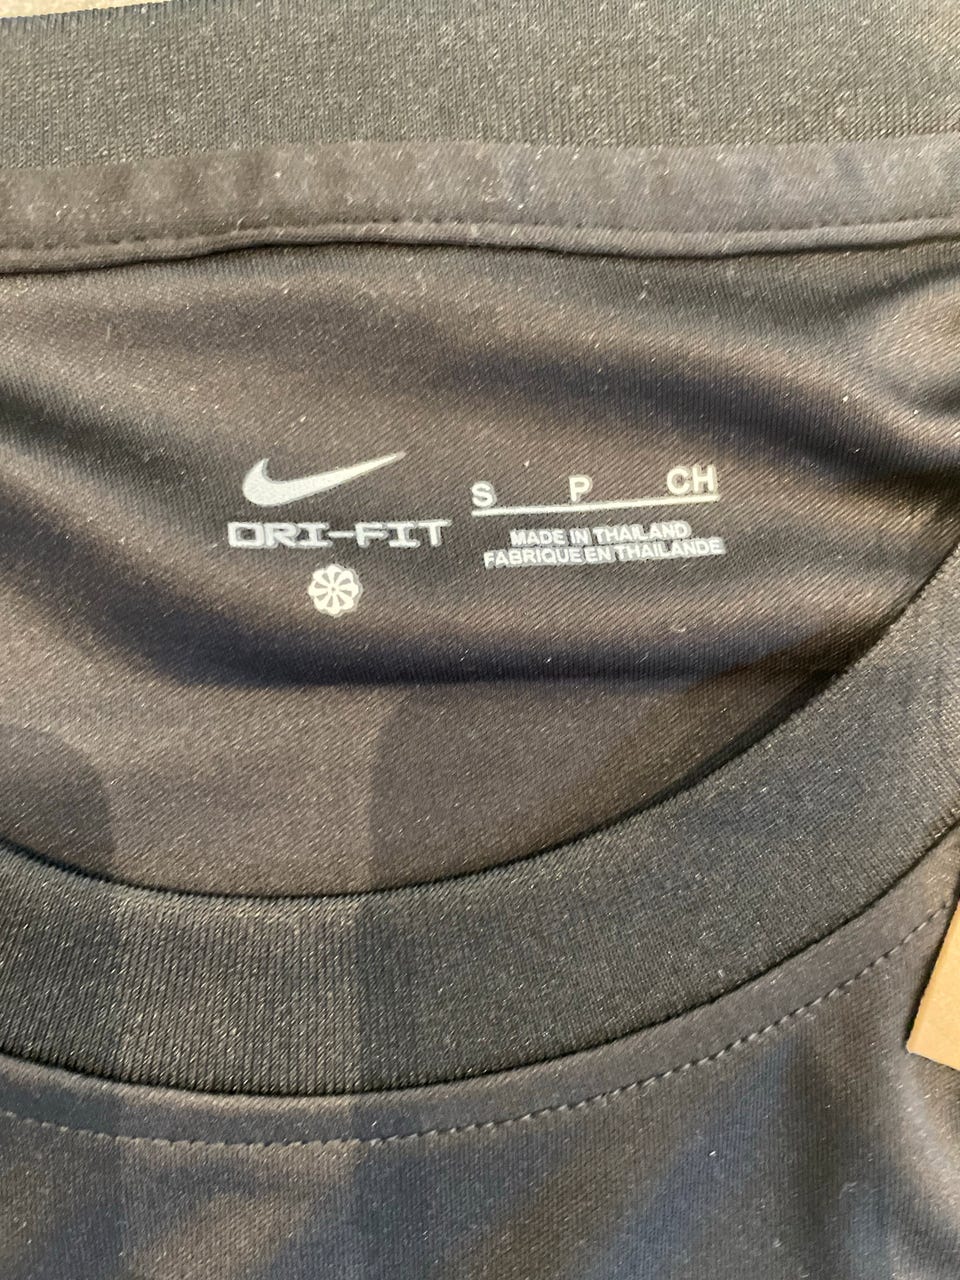 DRI-FIT
S P CH
MADE IN THAILAND
FABRIQUE EN THAILANDE